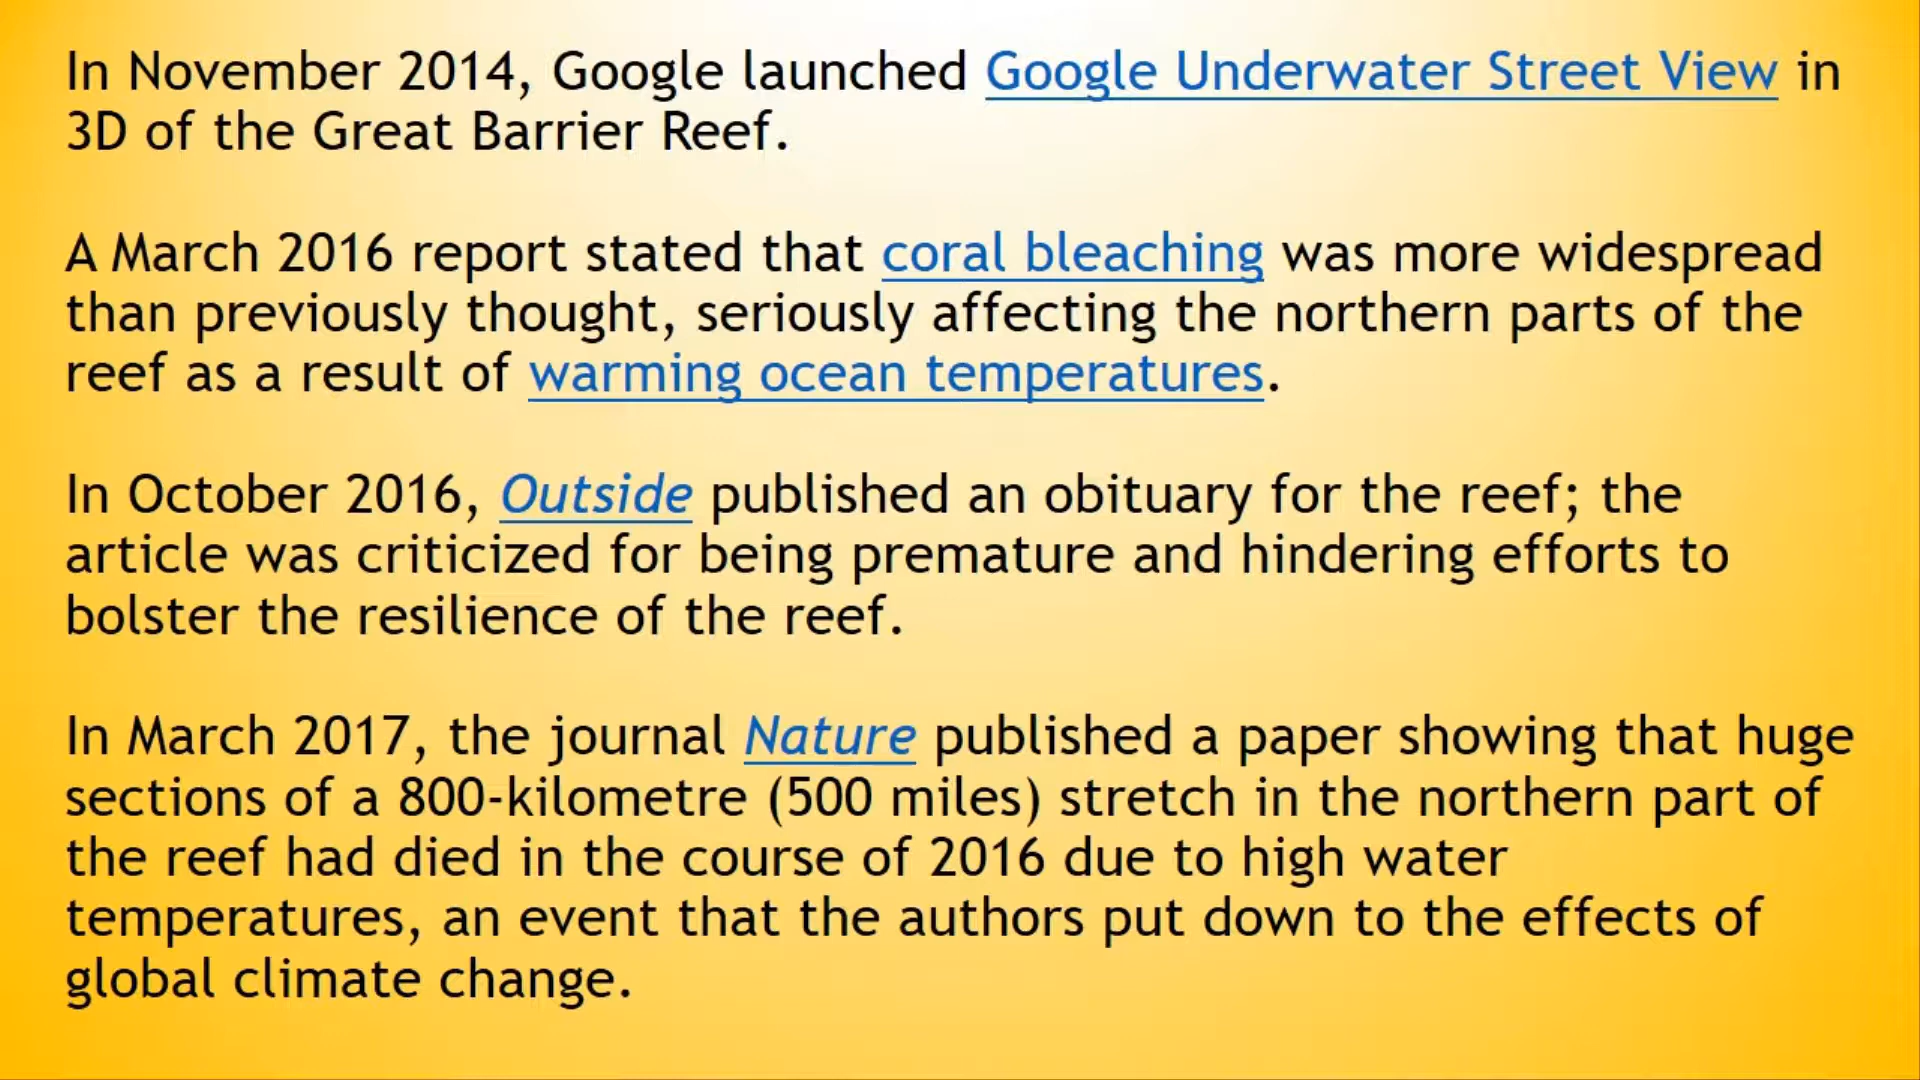 In November 2014, Google launched Google Underwater Street View in
3D of the Great Barrier Reef.
A March 2016 report stated that coral bleaching was more widespread
than previously thought, seriously affecting the northern parts of the
reef as a result of warming ocean temperatures.
In October 2016, Outside published an obituary for the reef; the
article was criticized for being premature and hindering efforts to
bolster the resilience of the reef.
In March 2017, the journal Nature published a paper showing that huge
sections of a 800-kilometre (500 miles) stretch in the northern part of
the reef had died in the course of 2016 due to high water
temperatures, an event that the authors put down to the effects of
global climate change.